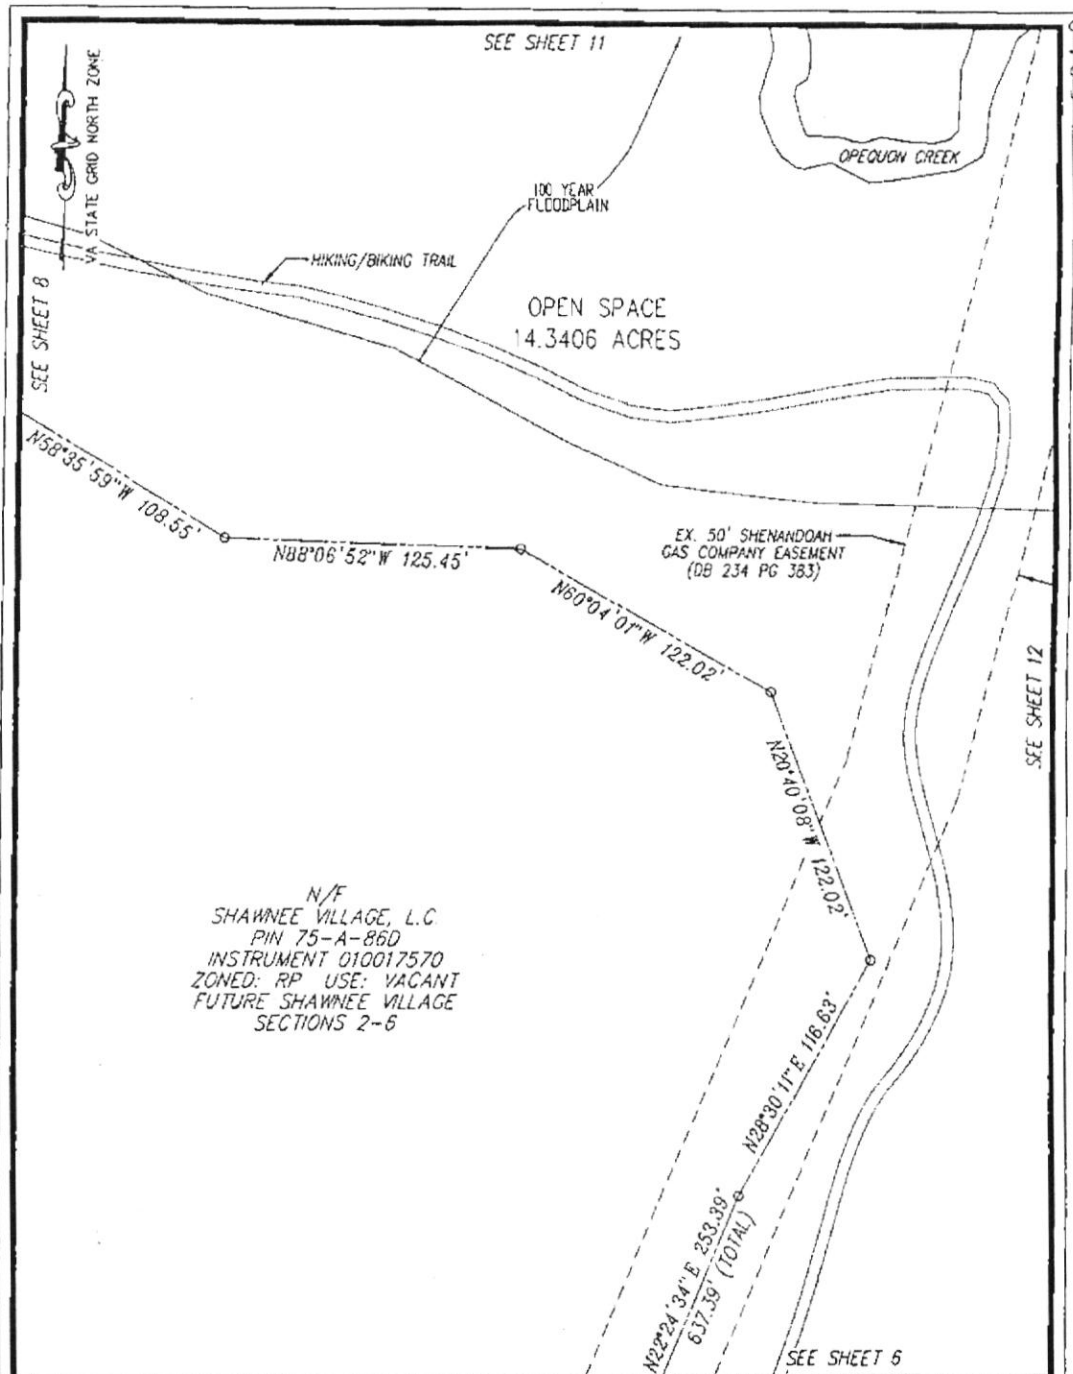 SEE SHEET 11
VA STATE GRID NORTH ZONE
OPEQUON CREEK
100 YEAR
FLOODPLAIN
HIKING/BIKING TRAIL
SEE SHEET 8
OPEN SPACE
14.3406 ACRES
N58°35'59"W 108.55'
N88°06'52"W 125.45'
EX. 50' SHENANDOAH
GAS COMPANY EASEMENT
(DB 234 PG 383)
N60°04'01"W 122.02'
SEE SHEET 12
N20°40'08"W 122.02'
N/F
SHAWNEE VILLAGE, L.C.
PIN 75-A-86D
INSTRUMENT 010017570
ZONED: RP USE: VACANT
FUTURE SHAWNEE VILLAGE
SECTIONS 2-6
N28°30'11"E 116.63'
N22°24'34"E 253.39'
637.39' (TOTAL)
SEE SHEET 6